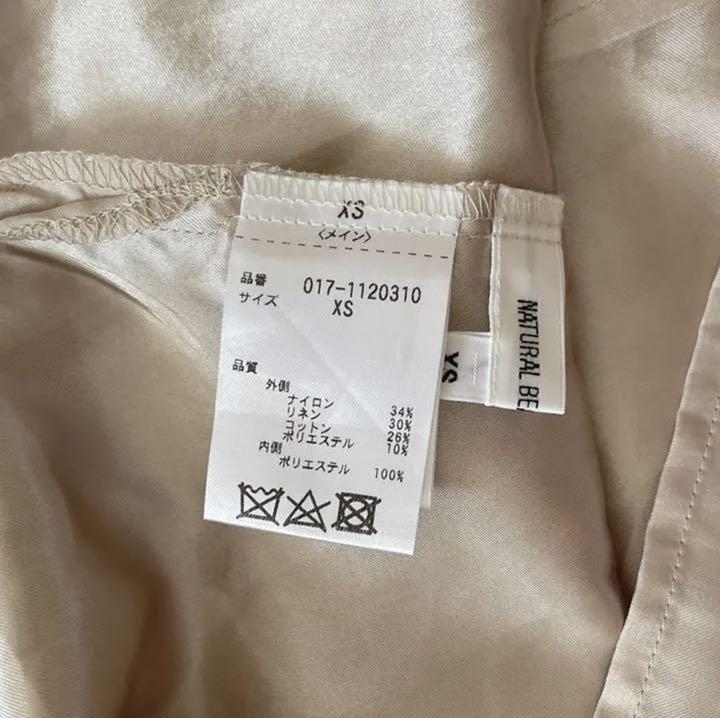 XS
〈メイン〉
品番 017-1120310
サイズ XS
品質
外側
ナイロン 34%
リネン 30%
コットン 26%
ポリエステル 10%
内側
ポリエステル 100%
XS
NATURAL